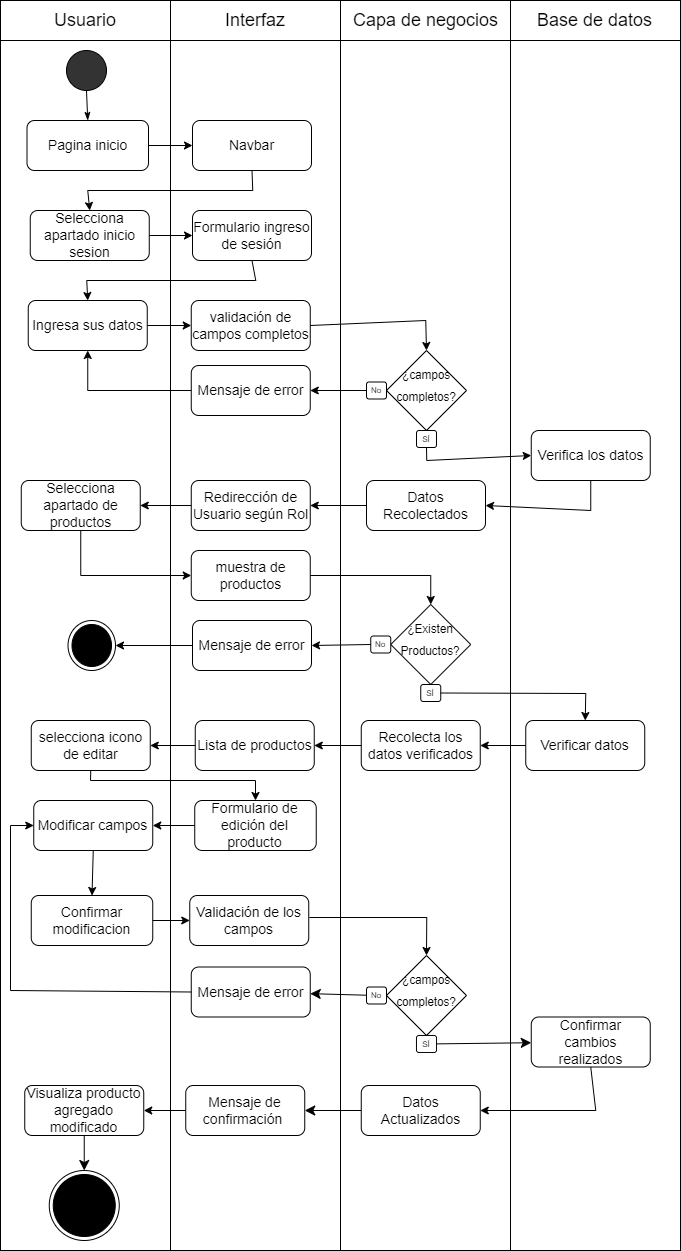 Usuario
Interfaz
Capa de negocios
Base de datos
Pagina inicio
Navbar
Selecciona
apartado inicio
sesion
Formulario ingreso
de sesión
Ingresa sus datos
validación de
campos completos
¿campos
completos?
No
Mensaje de error
SÍ
Verifica los datos
Datos
Recolectados
Redirección de
Usuario según Rol
Selecciona
apartado de
productos
muestra de
productos
¿Existen
Productos?
No
Mensaje de error
SÍ
Verificar datos
Recolecta los
datos verificados
Lista de productos
selecciona icono
de editar
Formulario de
edición del
producto
Modificar campos
Confirmar
modificacion
Validación de los
campos
¿campos
completos?
No
Mensaje de error
SÍ
Confirmar
cambios
realizados
Datos
Actualizados
Mensaje de
confirmación
Visualiza producto
agregado
modificado